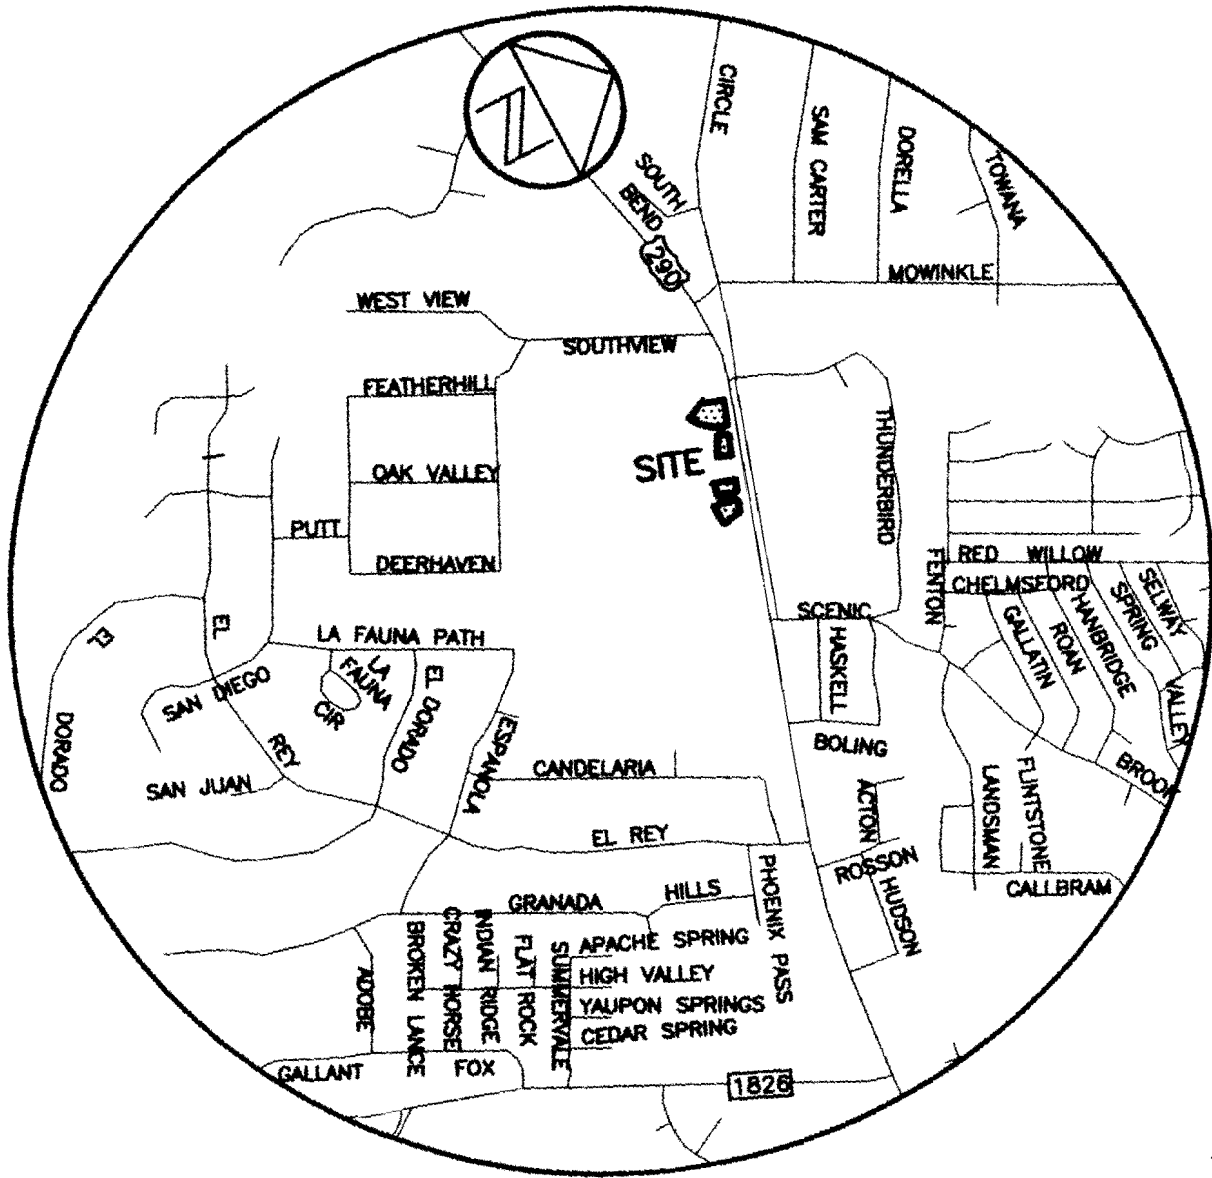 N
CIRCLE
SAM CARTER
DORELLA
TOWANA
SOUTH
BEND
290
MOWINKLE
WEST VIEW
SOUTHVIEW
FEATHERHILL
SITE
THUNDERBIRD
OAK VALLEY
PUTT
DEERHAVEN
FENTON
RED WILLOW
CHELMSFORD
SELWAY
SPRING
HANBRIDGE
ROAN
GALLATIN
VALLEY
SCENIC
HASKELL
EL
EL
LA FAUNA PATH
LA
FAUNA
CIR
EL DORADO
SAN DIEGO
REY
DORADO
ESPANOLA
BOLING
BROOK
SAN JUAN
CANDELARIA
ACTON
LANDSMAN
FLINTSTONE
EL REY
ROSSON
HUDSON
CALLBRAM
PHOENIX PASS
GRANADA HILLS
ADOBE
BROKEN LANCE
CRAZY HORSE
INDIAN RIDGE
FLAT ROCK
SUMMERVALE
APACHE SPRING
HIGH VALLEY
YAUPON SPRINGS
CEDAR SPRING
GALLANT FOX
1826